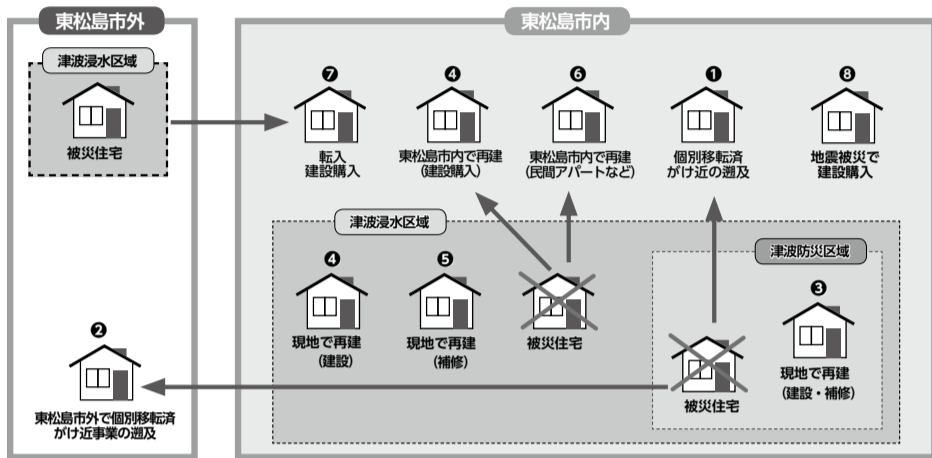 東松島市外
津波浸水区域
被災住宅
❷
東松島市外で個別移転済
がけ近事業の遡及
東松島市内
❼
転入
建設購入
❹
東松島市内で再建
(建設購入)
❻
東松島市内で再建
(民間アパートなど)
❶
個別移転済
がけ近の遡及
❽
地震被災で
建設購入
津波浸水区域
❹
現地で再建
(建設)
❺
現地で再建
(補修)
被災住宅
津波防災区域
被災住宅
❸
現地で再建
(建設・補修)